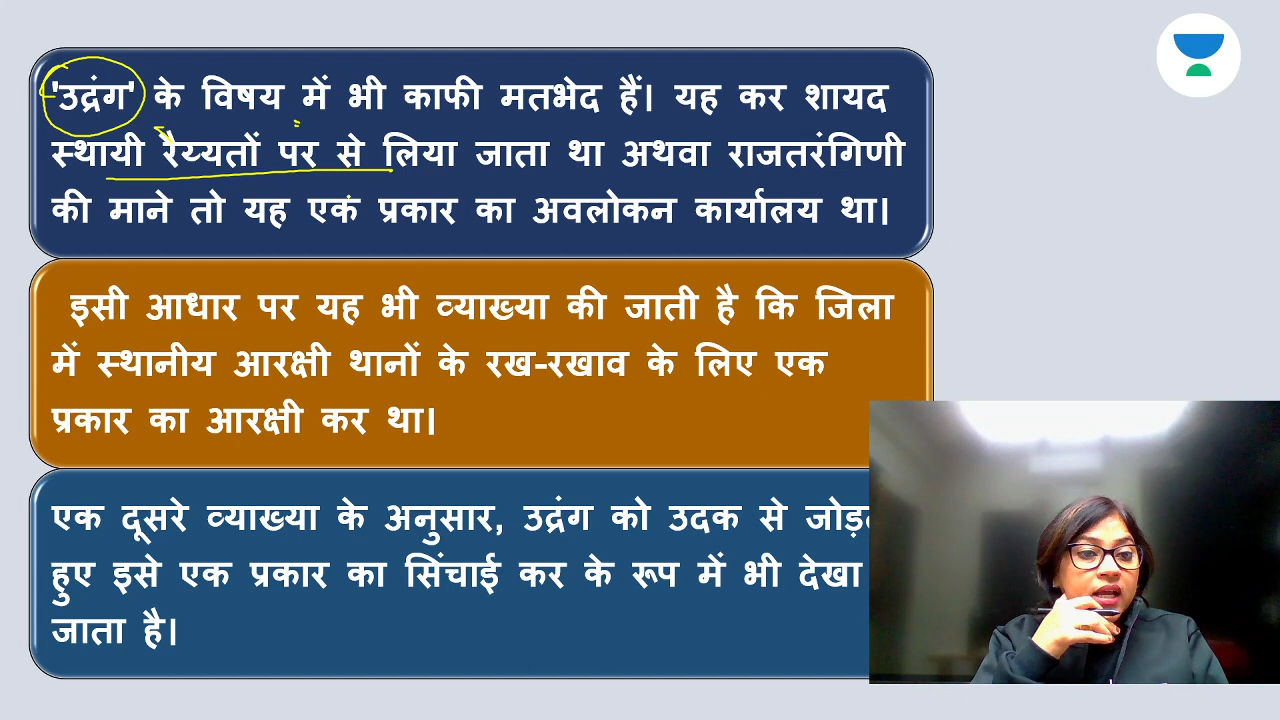 'उद्रंग' के विषय में भी काफी मतभेद हैं। यह कर शायद
स्थायी रैय्यतों पर से लिया जाता था अथवा राजतरंगिणी
की माने तो यह एकं प्रकार का अवलोकन कार्यालय था।
इसी आधार पर यह भी व्याख्या की जाती है कि जिला
में स्थानीय आरक्षी थानों के रख-रखाव के लिए एक
प्रकार का आरक्षी कर था।
एक दूसरे व्याख्या के अनुसार, उद्रंग को उदक से
हुए इसे एक प्रकार का सिंचाई कर के रूप में भी देखा
जाता है।